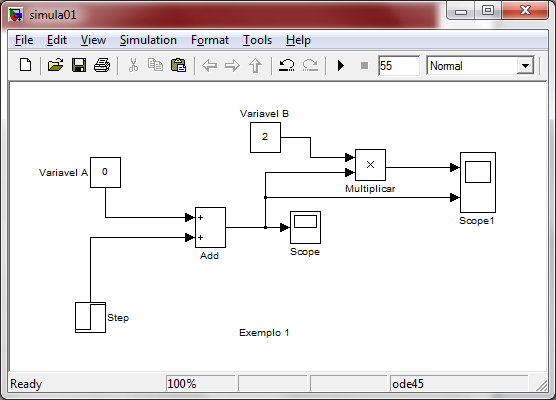 simula01
File Edit View Simulation Format Tools Help
55 Normal
Variavel B
2
Variavel A 0
×
Multiplicar
+
+
Add
Scope
Scope1
Step
Exemplo 1
Ready 100% ode45